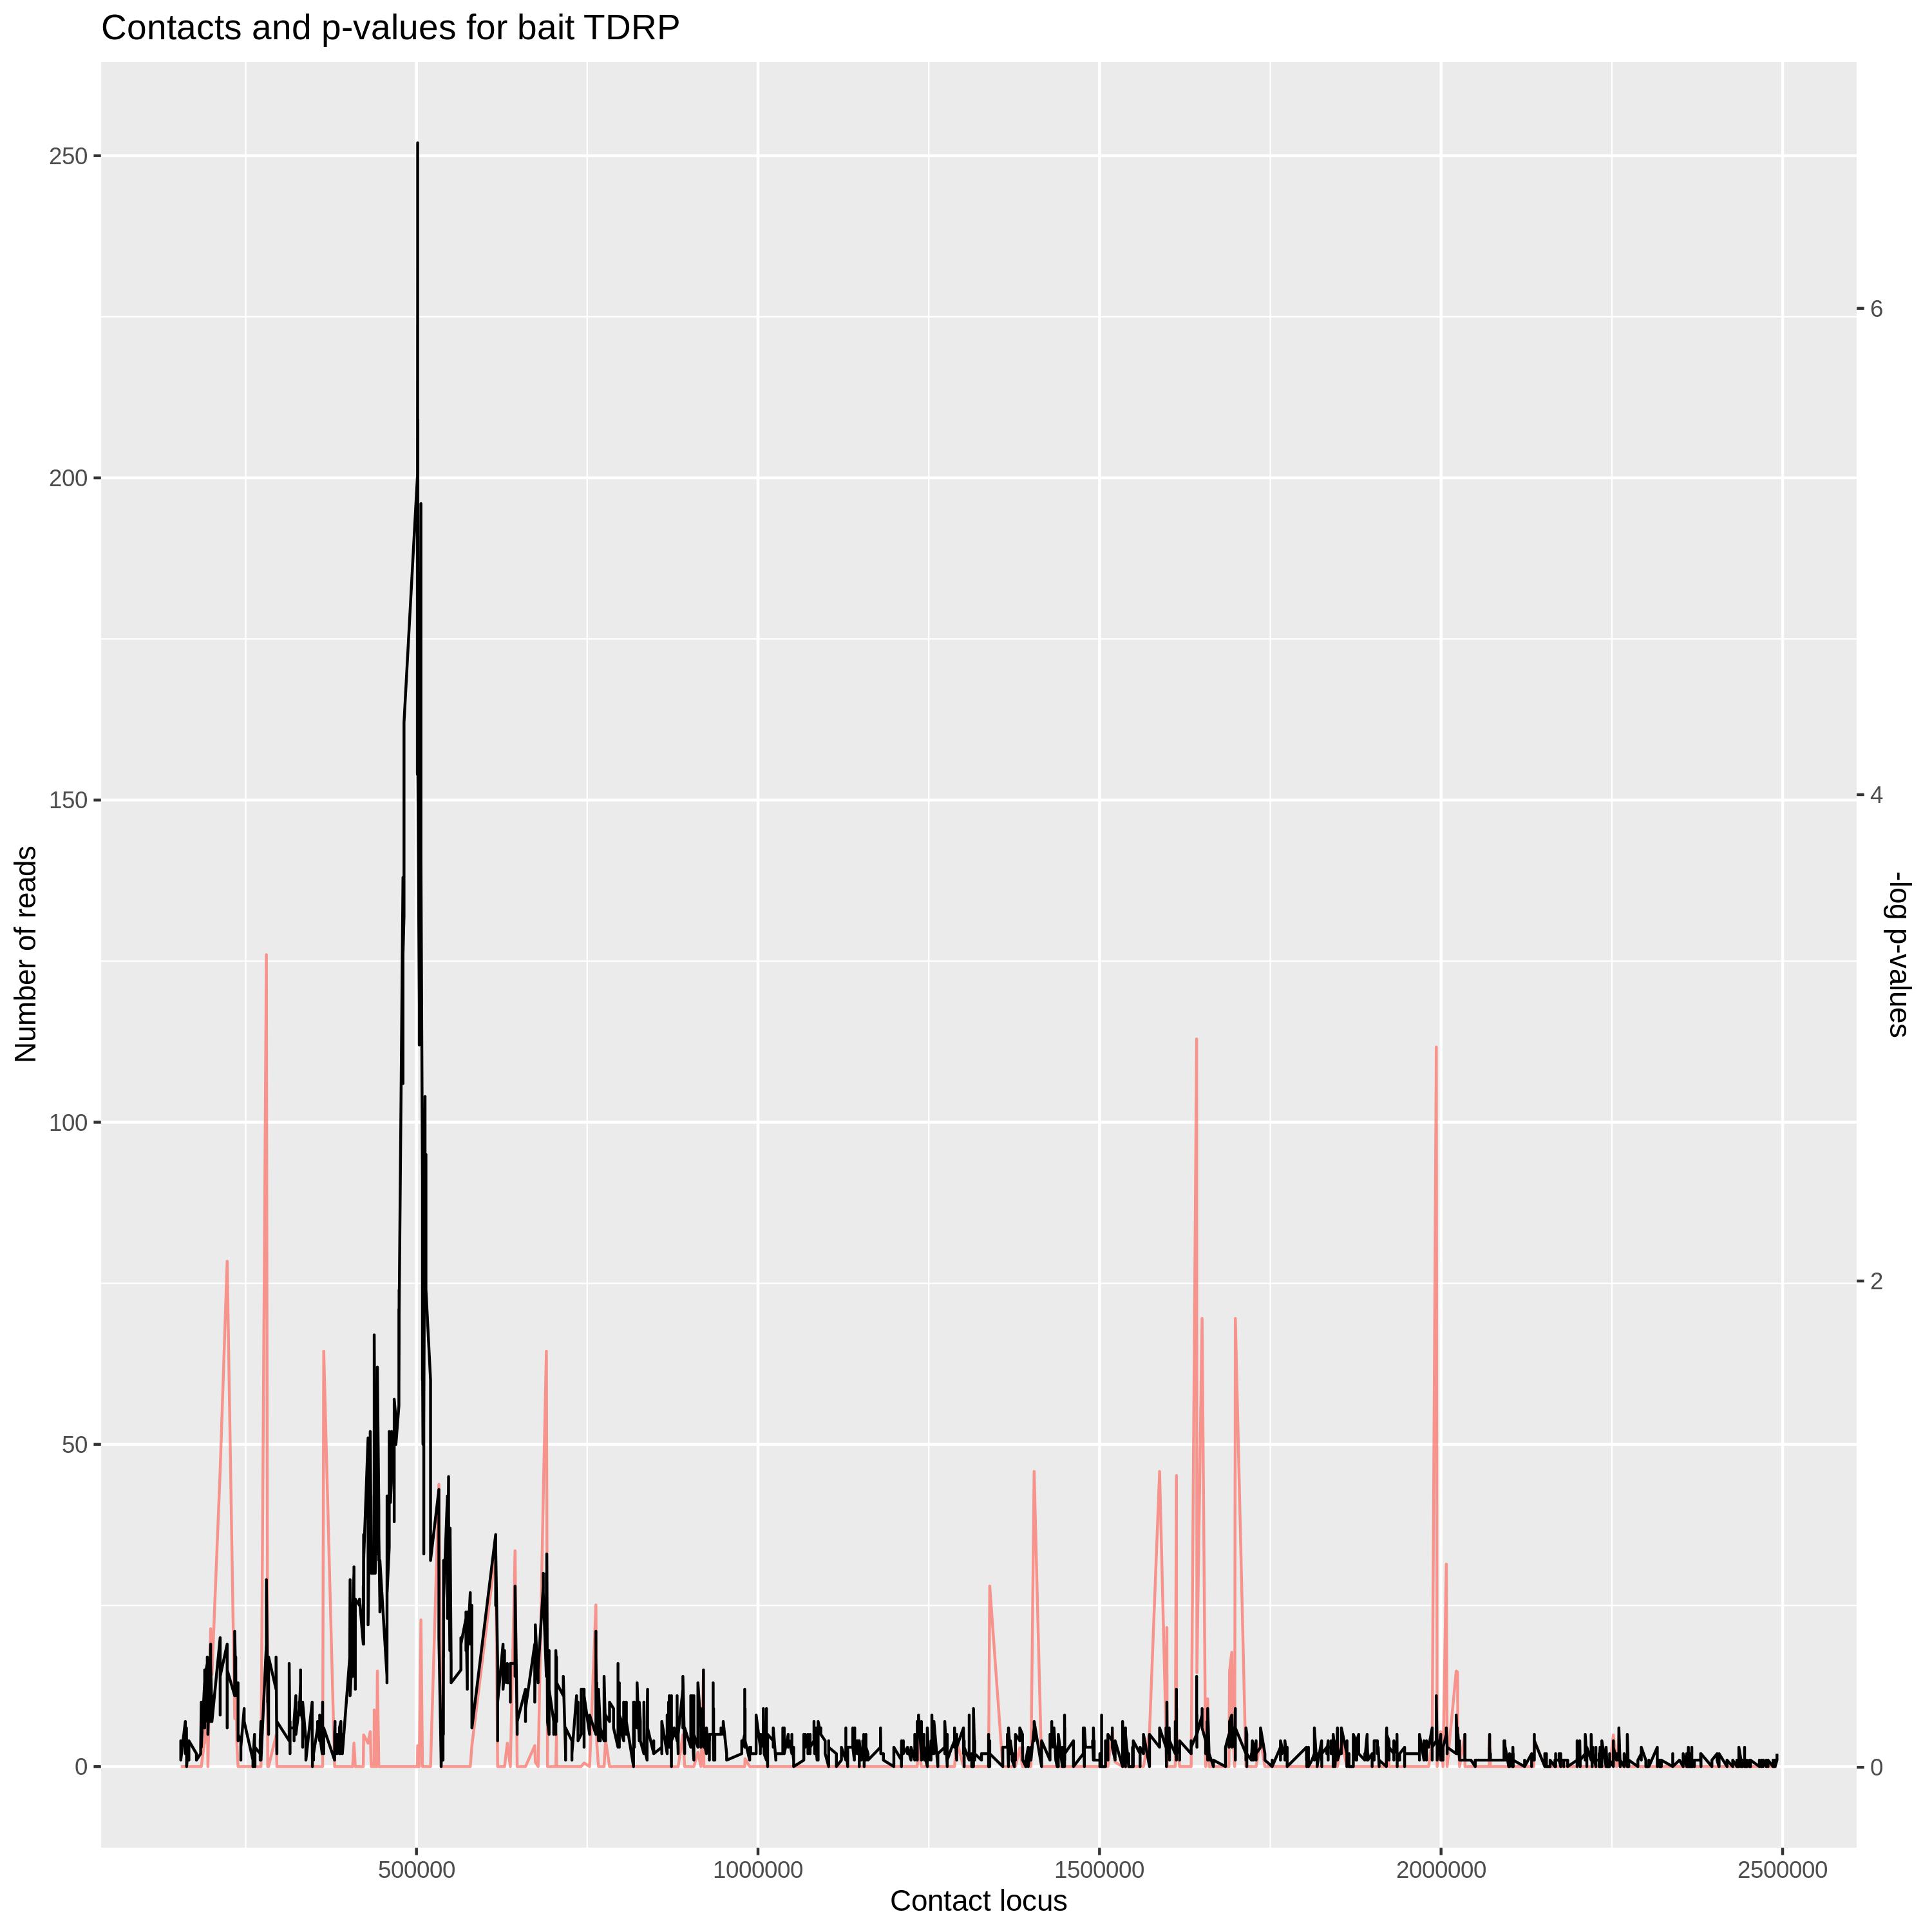 Contacts and p-values for bait TDRP
250
200
150
100
50
0
6
4
2
0
Number of reads
-log p-values
500000 1000000 1500000 2000000 2500000
Contact locus